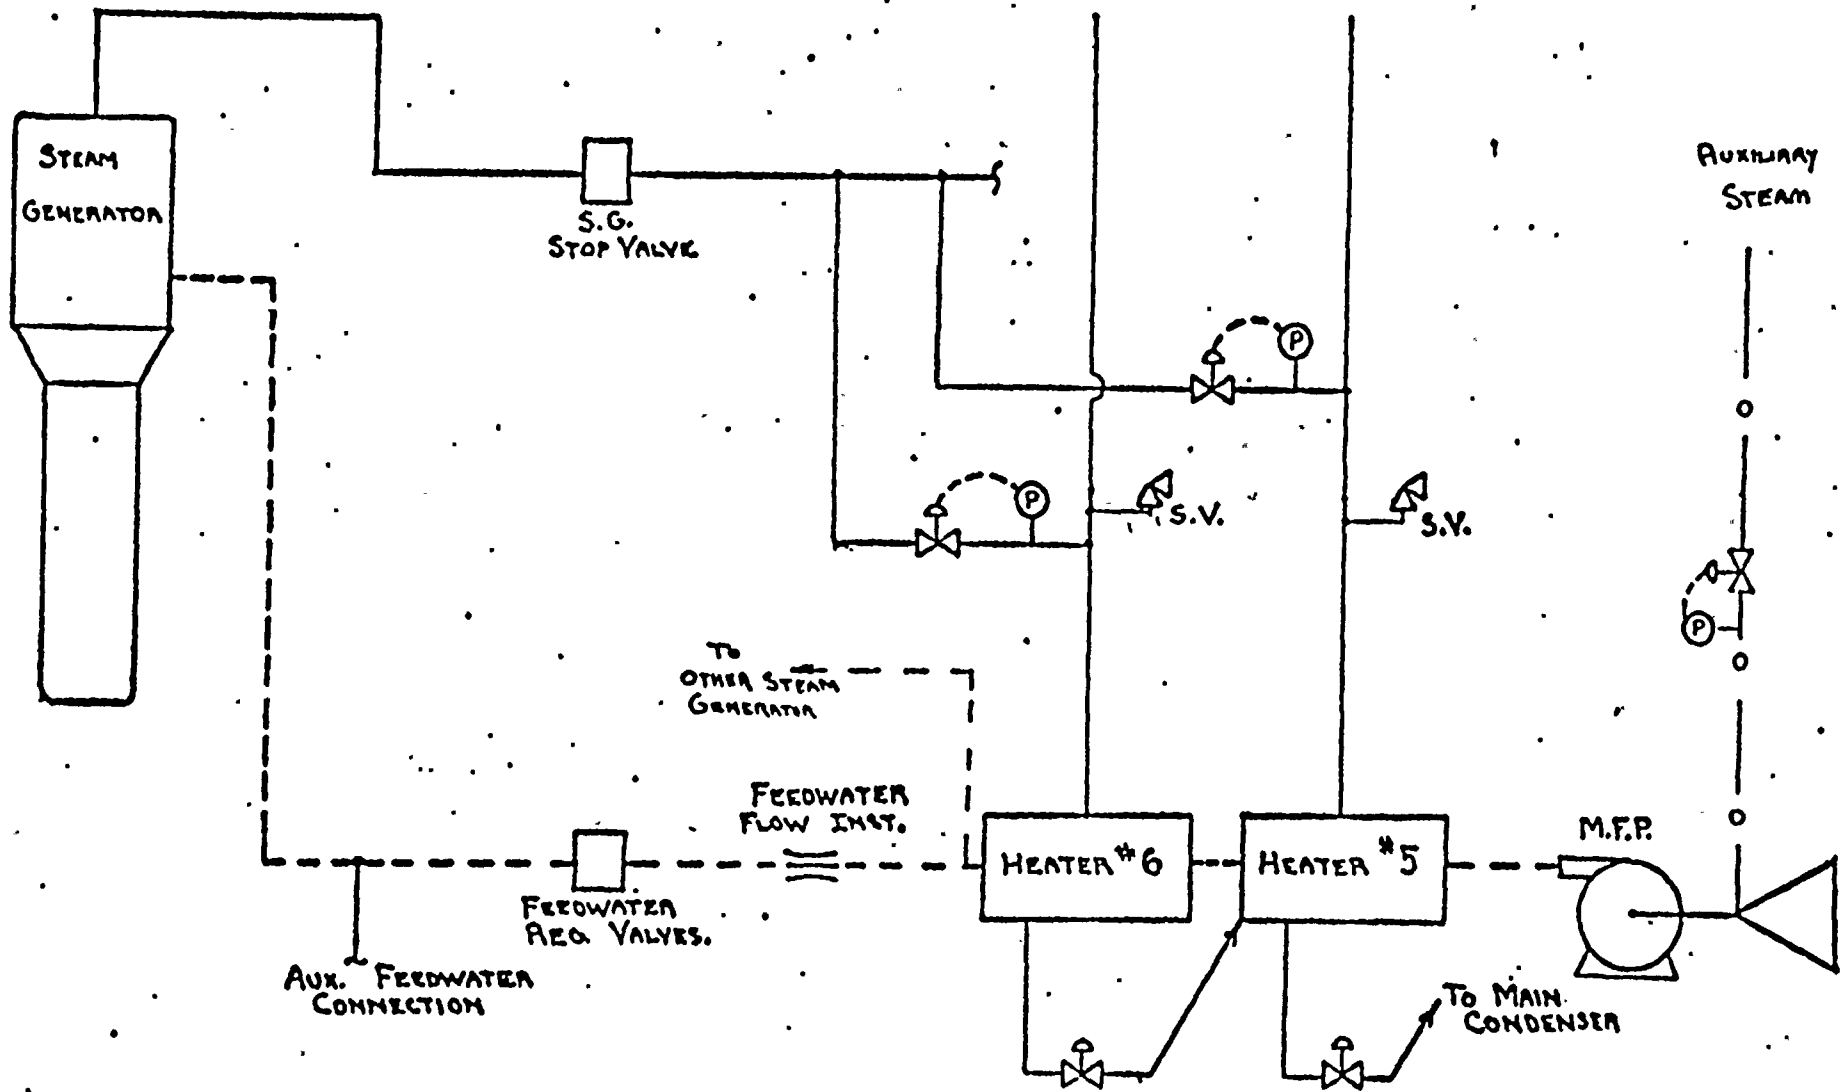 STEAM
GENERATOR
S.G.
STOP VALVE
AUXILIARY
STEAM
P
P
S.V.
S.V.
P
TO
OTHER STEAM
GENERATOR
FEEDWATER
FLOW INST.
HEATER #6
HEATER #5
M.F.P.
FEEDWATER
REG. VALVES.
AUX. FEEDWATER
CONNECTION
TO MAIN
CONDENSER